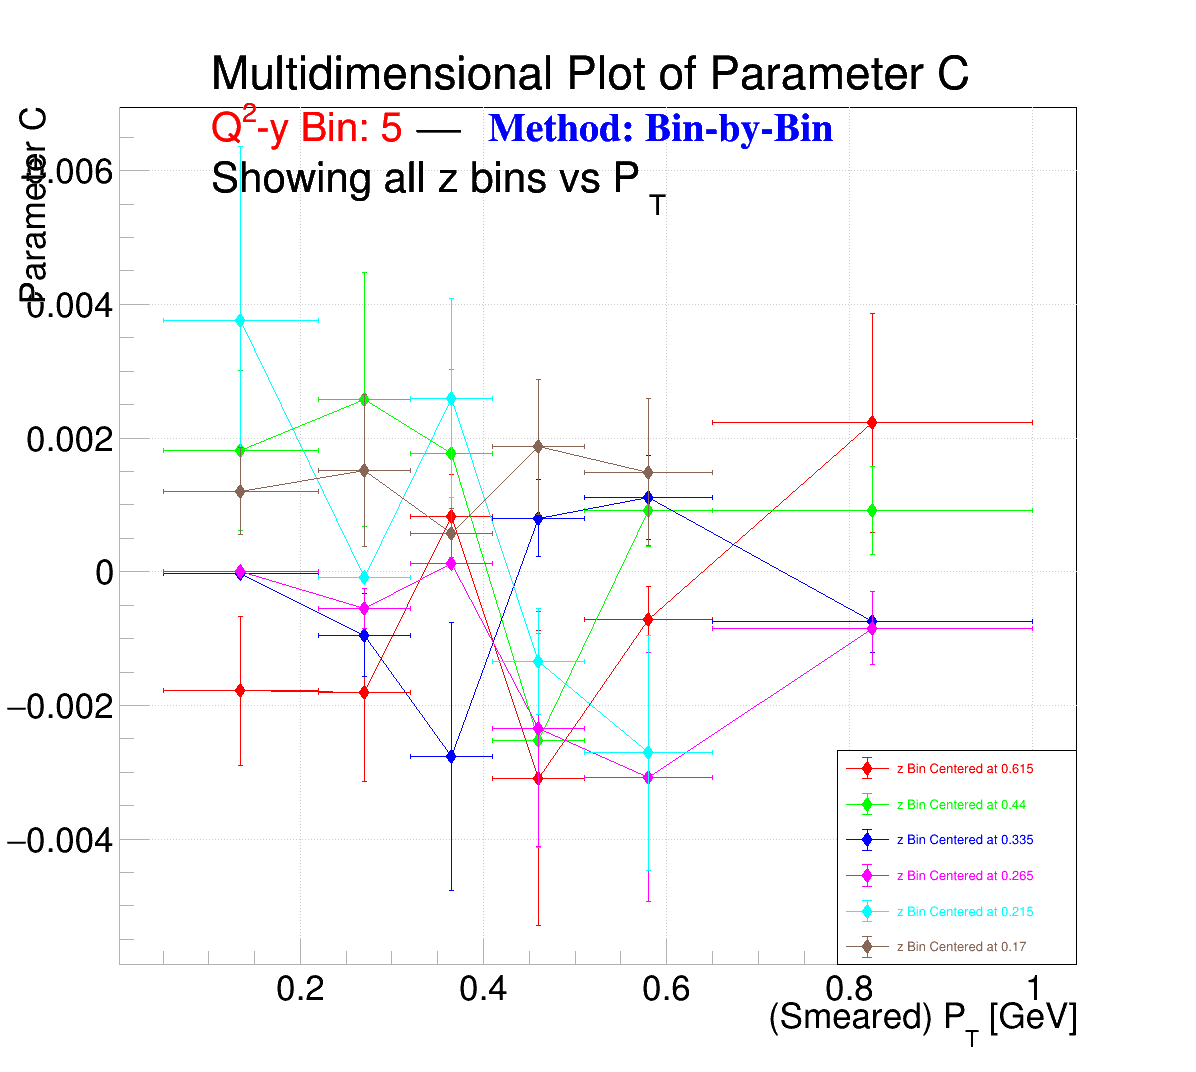 Multidimensional Plot of Parameter C
Q²-y Bin: 5 — Method: Bin-by-Bin
Showing all z bins vs P_T
Parameter C
0.006
0.004
0.002
0
−0.002
−0.004
0.2 0.4 0.6 0.8 1
(Smeared) P_T [GeV]
z Bin Centered at 0.615
z Bin Centered at 0.44
z Bin Centered at 0.335
z Bin Centered at 0.265
z Bin Centered at 0.215
z Bin Centered at 0.17